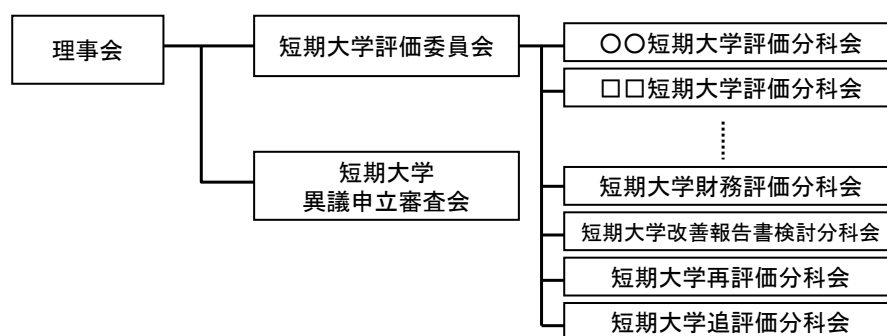 理事会
短期大学評価委員会
短期大学
異議申立審査会
〇〇短期大学評価分科会
□□短期大学評価分科会
短期大学財務評価分科会
短期大学改善報告書検討分科会
短期大学再評価分科会
短期大学追評価分科会